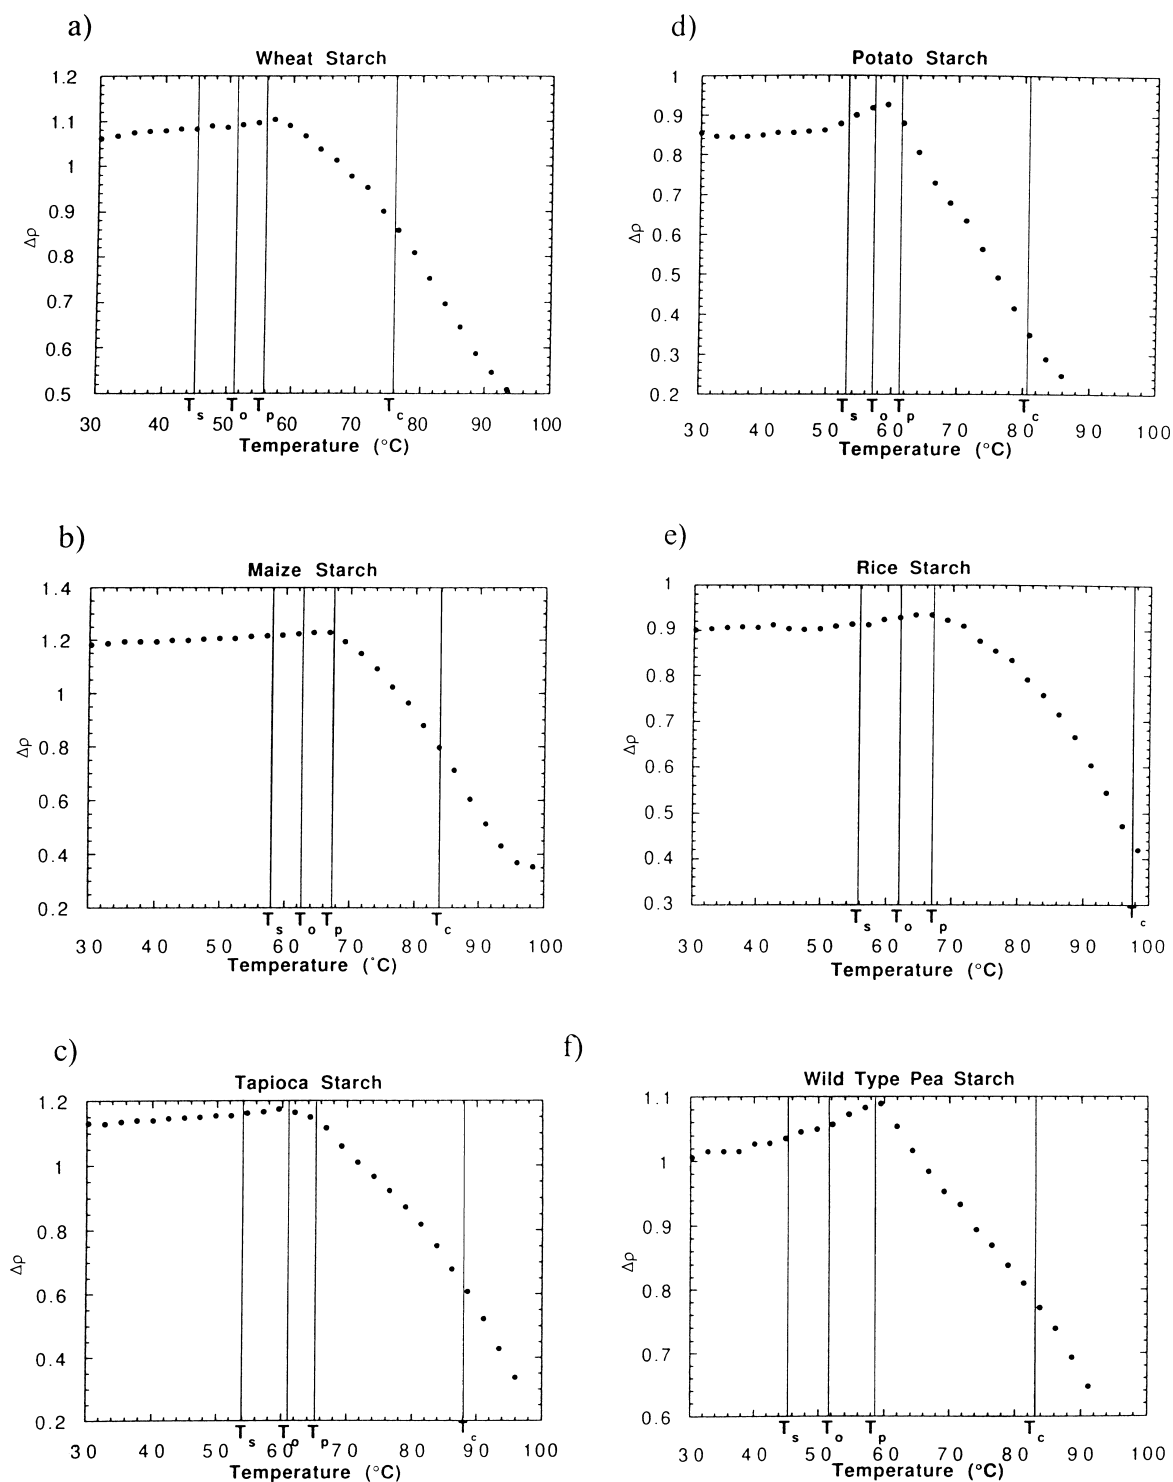 a)
Wheat Starch
1.2
1.1
1
0.9
0.8
0.7
0.6
0.5
Δρ
Ts To Tp Tc
30 40 50 60 70 80 90 100
Temperature (°C)
b)
Maize Starch
1.4
1.2
1
0.8
0.6
0.4
0.2
Δρ
Ts To Tp Tc
30 40 50 60 70 80 90 100
Temperature (°C)
c)
Tapioca Starch
1.2
1
0.8
0.6
0.4
0.2
Δρ
Ts To Tp Tc
30 40 50 60 70 80 90 100
Temperature (°C)
d)
Potato Starch
1
0.9
0.8
0.7
0.6
0.5
0.4
0.3
0.2
Δρ
Ts To Tp Tc
30 40 50 60 70 80 90 100
Temperature (°C)
e)
Rice Starch
1
0.9
0.8
0.7
0.6
0.5
0.4
0.3
Δρ
Ts To Tp Tc
30 40 50 60 70 80 90 100
Temperature (°C)
f)
Wild Type Pea Starch
1.1
1
0.9
0.8
0.7
0.6
Δρ
Ts To Tp Tc
30 40 50 60 70 80 90 100
Temperature (°C)